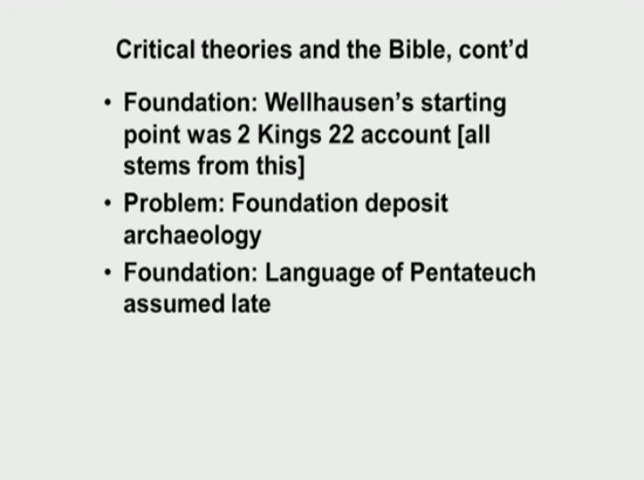 Critical theories and the Bible, cont’d
• Foundation: Wellhausen’s starting
point was 2 Kings 22 account [all
stems from this]
• Problem: Foundation deposit
archaeology
• Foundation: Language of Pentateuch
assumed late